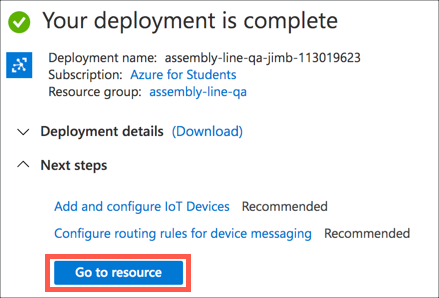 Your deployment is complete
Deployment name: assembly-line-qa-jimb-113019623
Subscription: Azure for Students
Resource group: assembly-line-qa
Deployment details (Download)
Next steps
Add and configure IoT Devices Recommended
Configure routing rules for device messaging Recommended
Go to resource